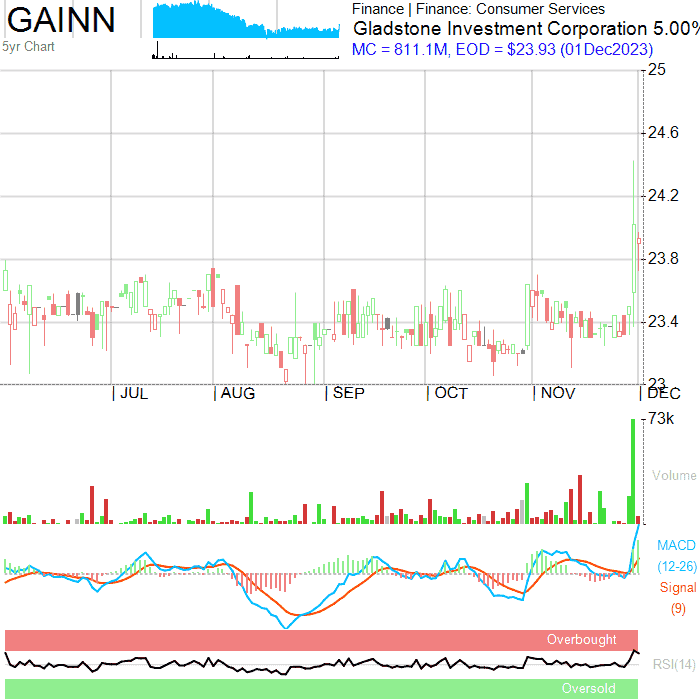 GAINN
5yr Chart
Finance | Finance: Consumer Services
Gladstone Investment Corporation 5.00%
MC = 811.1M, EOD = $23.93 (01Dec2023)
25
24.6
24.2
23.8
23.4
23
JUL AUG SEP OCT NOV DEC
73k
Volume
MACD
(12-26)
Signal
(9)
Overbought
RSI(14)
Oversold